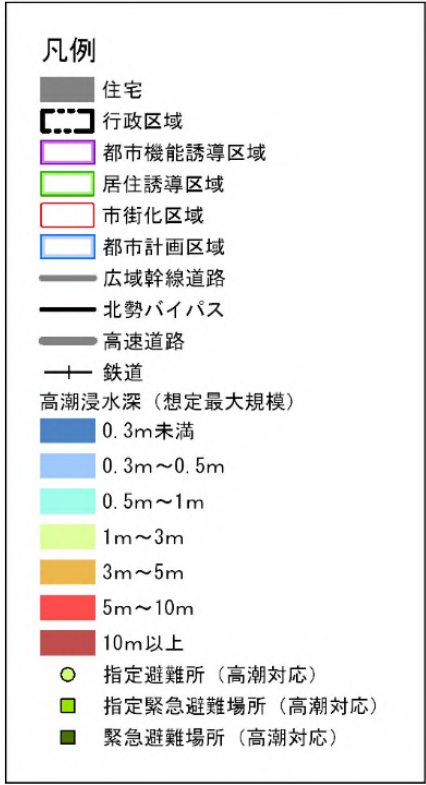 凡例
住宅
行政区域
都市機能誘導区域
居住誘導区域
市街化区域
都市計画区域
広域幹線道路
北勢バイパス
高速道路
鉄道
高潮浸水深（想定最大規模）
0.3m未満
0.3m～0.5m
0.5m～1m
1m～3m
3m～5m
5m～10m
10m以上
指定避難所（高潮対応）
指定緊急避難場所（高潮対応）
緊急避難場所（高潮対応）